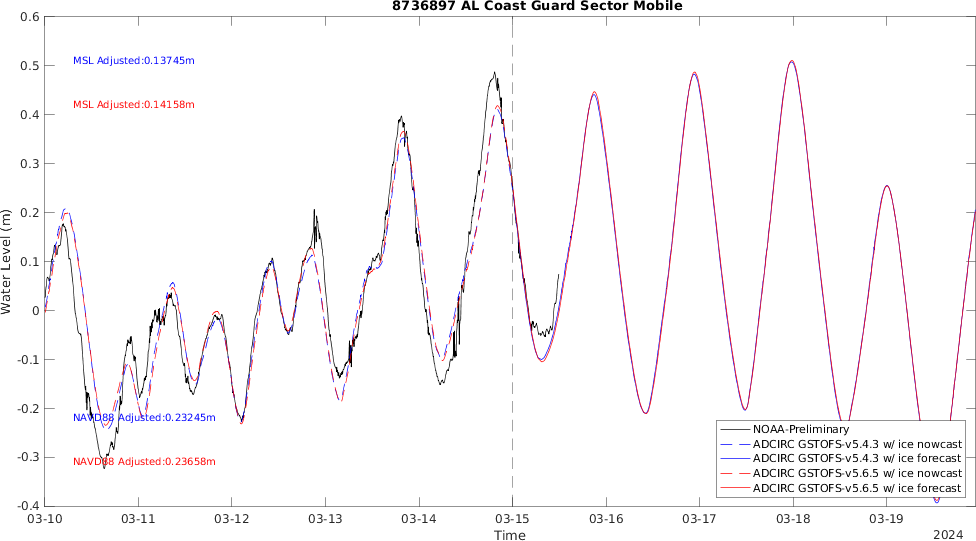 8736897 AL Coast Guard Sector Mobile
0.6
0.5
0.4
0.3
0.2
0.1
0
-0.1
-0.2
-0.3
-0.4
Water Level (m)
MSL Adjusted:0.13745m
MSL Adjusted:0.14158m
NAVD88 Adjusted:0.23245m
NAVD88 Adjusted:0.23658m
NOAA-Preliminary
ADCIRC GSTOFS-v5.4.3 w/ ice nowcast
ADCIRC GSTOFS-v5.4.3 w/ ice forecast
ADCIRC GSTOFS-v5.6.5 w/ ice nowcast
ADCIRC GSTOFS-v5.6.5 w/ ice forecast
03-10 03-11 03-12 03-13 03-14 03-15 03-16 03-17 03-18 03-19
Time
2024